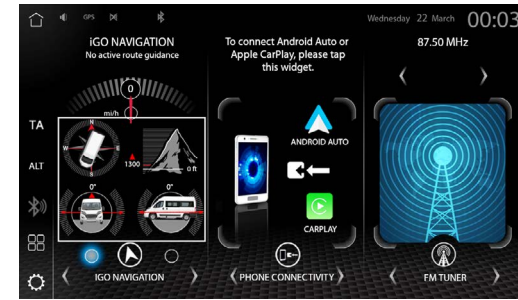 GPS
Wednesday 22 March 00:03
iGO NAVIGATION
No active route guidance
0
mi/h
N
W
E
S
1300
0 ft
0°
0°
iGO NAVIGATION
To connect Android Auto or
Apple CarPlay, please tap
this widget.
ANDROID AUTO
CARPLAY
PHONE CONNECTIVITY
87.50 MHz
FM TUNER
TA
ALT